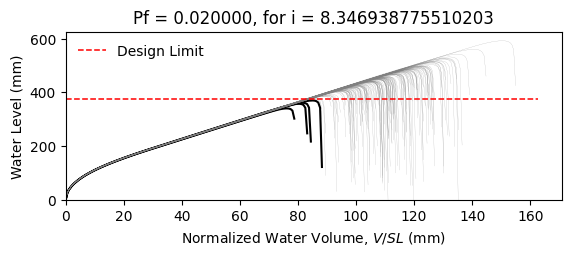 Pf = 0.020000, for i = 8.346938775510203
Design Limit
Water Level (mm)
600
400
200
0
0 20 40 60 80 100 120 140 160
Normalized Water Volume, V/SL (mm)